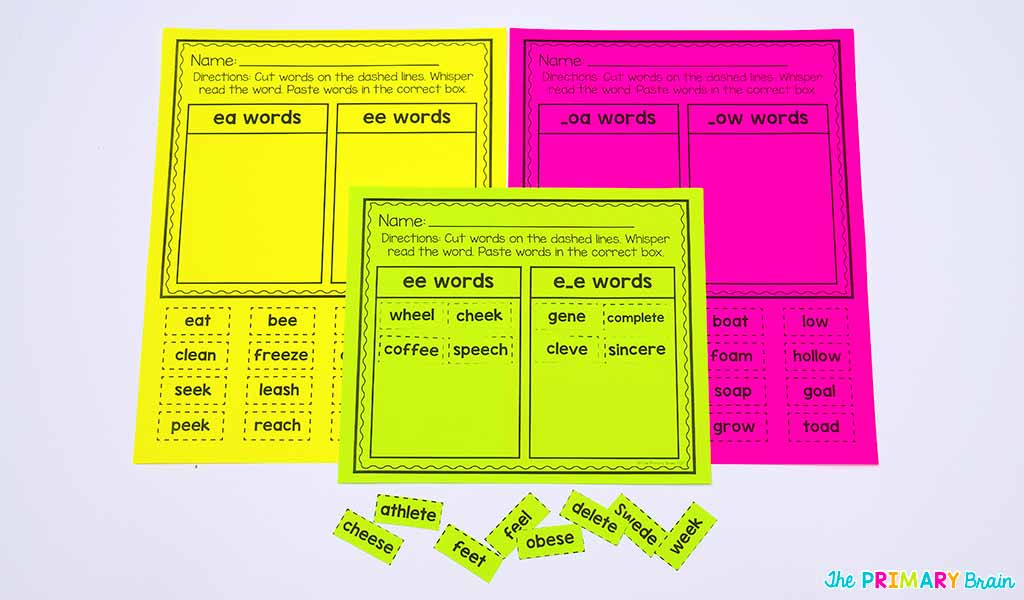 Name:
Directions: Cut words on the dashed lines. Whisper
read the word. Paste words in the correct box.
ea words
ee words
eat
bee
clean
freeze
seek
leash
peek
reach
Name:
Directions: Cut words on the dashed lines. Whisper
read the word. Paste words in the correct box.
_oa words
_ow words
boat
low
foam
hollow
soap
goal
grow
toad
Name:
Directions: Cut words on the dashed lines. Whisper
read the word. Paste words in the correct box.
ee words
e_e words
wheel
cheek
gene
complete
coffee
speech
cleve
sincere
cheese
athlete
feet
feel
obese
delete
Swede
week
The PRIMARY Brain